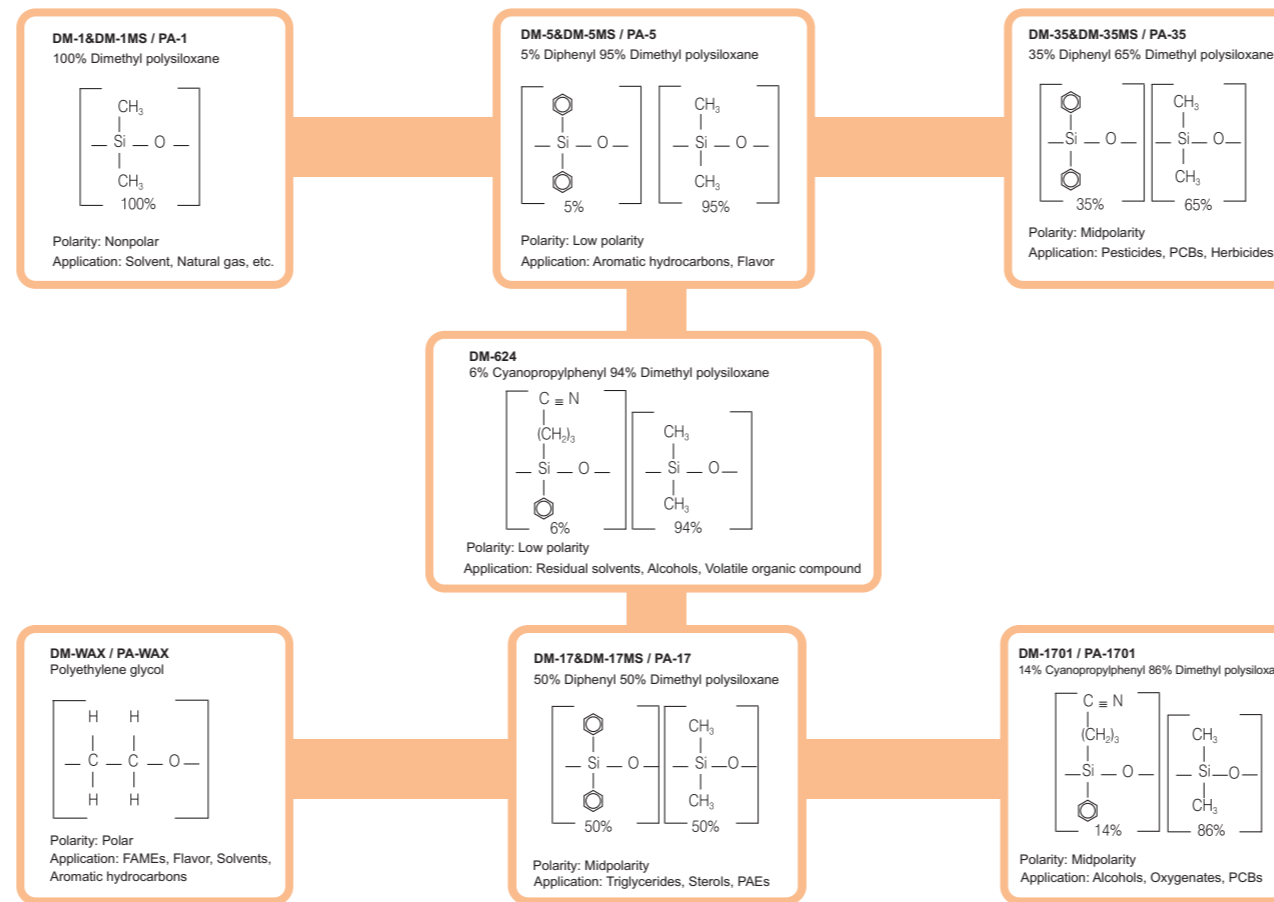 DM-1&DM-1MS / PA-1
100% Dimethyl polysiloxane
CH₃
Si O
CH₃
100%
Polarity: Nonpolar
Application: Solvent, Natural gas, etc.
DM-5&DM-5MS / PA-5
5% Diphenyl 95% Dimethyl polysiloxane
CH₃
Si O Si O
CH₃
5% 95%
Polarity: Low polarity
Application: Aromatic hydrocarbons, Flavor
DM-35&DM-35MS / PA-35
35% Diphenyl 65% Dimethyl polysiloxane
CH₃
Si O Si O
CH₃
35% 65%
Polarity: Midpolarity
Application: Pesticides, PCBs, Herbicides
DM-624
6% Cyanopropylphenyl 94% Dimethyl polysiloxane
C ≡ N
(CH₂)₃ CH₃
Si O Si O
CH₃
6% 94%
Polarity: Low polarity
Application: Residual solvents, Alcohols, Volatile organic compound
DM-WAX / PA-WAX
Polyethylene glycol
H H
C C O
H H
Polarity: Polar
Application: FAMEs, Flavor, Solvents,
Aromatic hydrocarbons
DM-17&DM-17MS / PA-17
50% Diphenyl 50% Dimethyl polysiloxane
CH₃
Si O Si O
CH₃
50% 50%
Polarity: Midpolarity
Application: Triglycerides, Sterols, PAEs
DM-1701 / PA-1701
14% Cyanopropylphenyl 86% Dimethyl polysiloxa
C ≡ N
(CH₂)₃ CH₃
Si O Si O
CH₃
14% 86%
Polarity: Midpolarity
Application: Alcohols, Oxygenates, PCBs